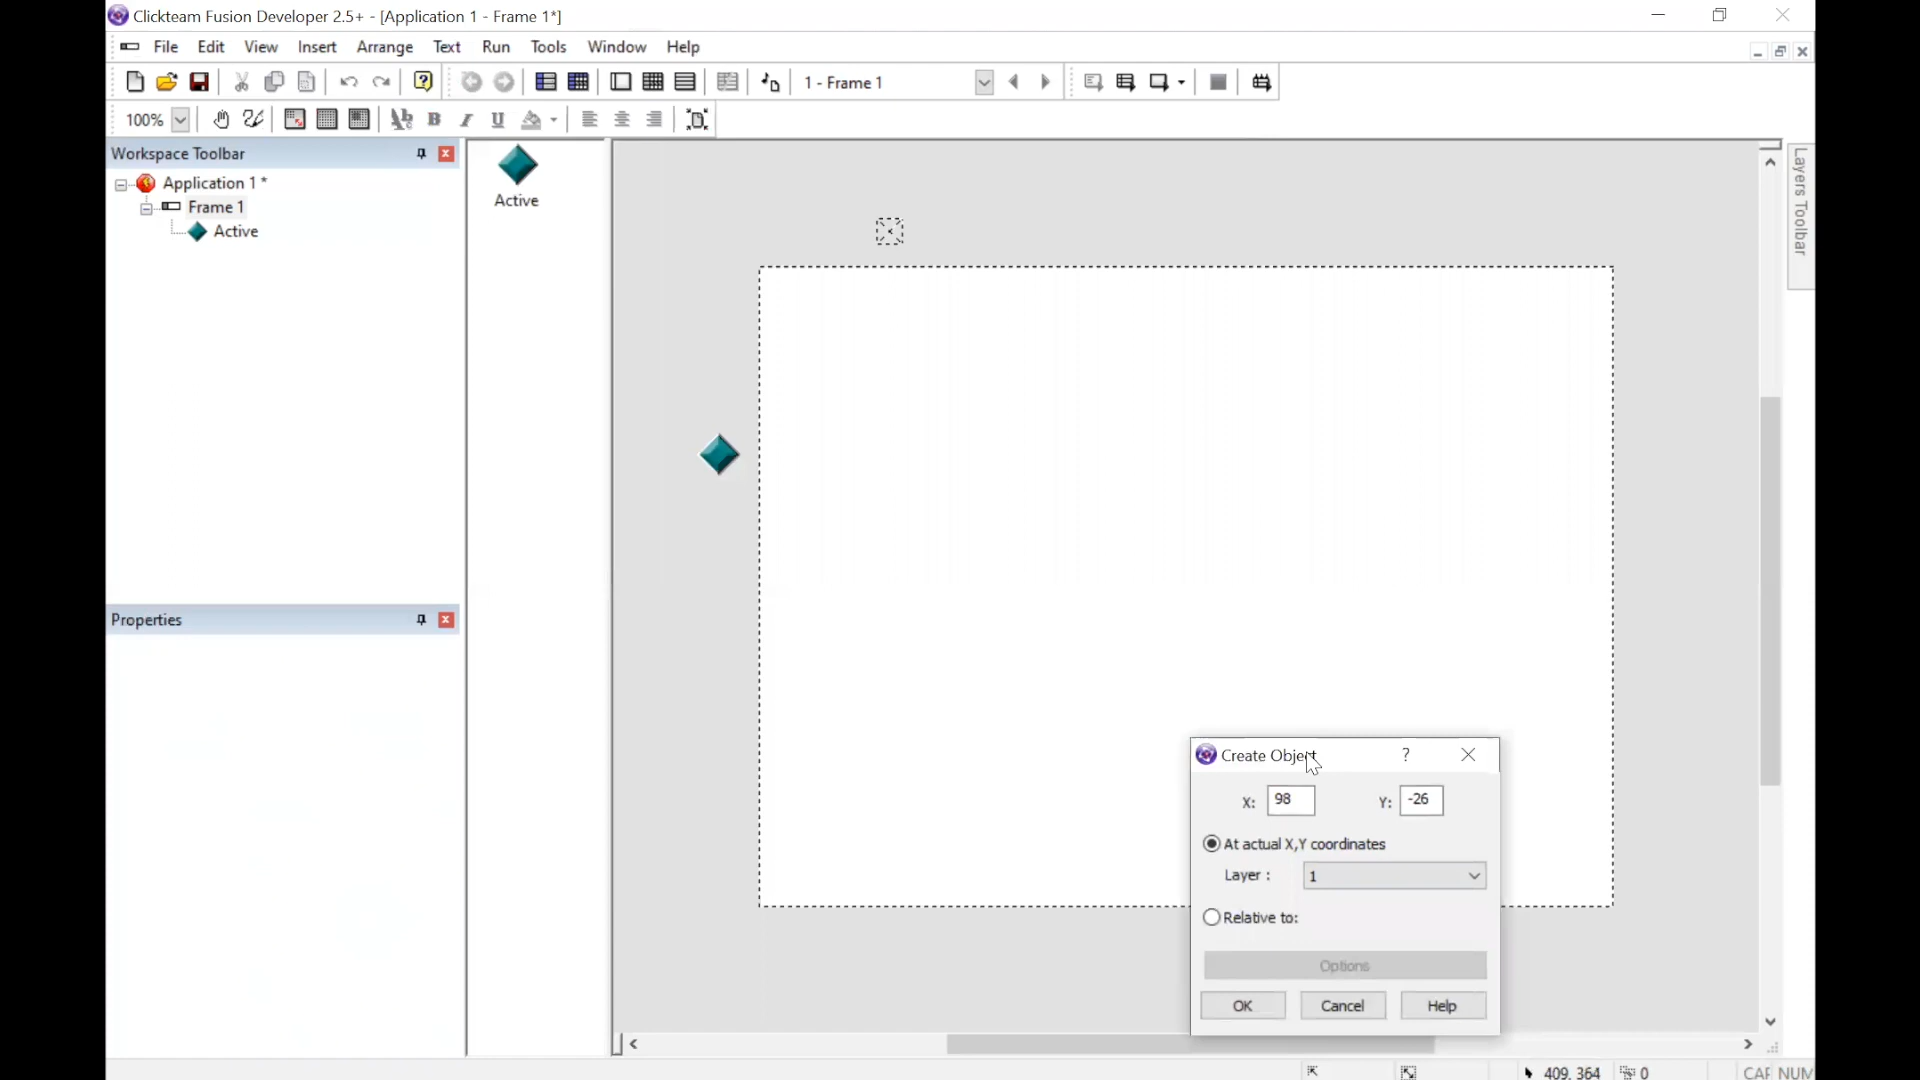 Clickteam Fusion Developer 2.5+ - [Application 1 - Frame 1*]
File Edit View Insert Arrange Text Run Tools Window Help
1 - Frame 1
100%
Workspace Toolbar
Application 1 *
Frame 1
Active
Properties
Active
Layers Toolbar
Create Object
X: 98 Y: -26
At actual X,Y coordinates
Layer : 1
Relative to:
Options
OK Cancel Help
409, 364 0 CAP NUM